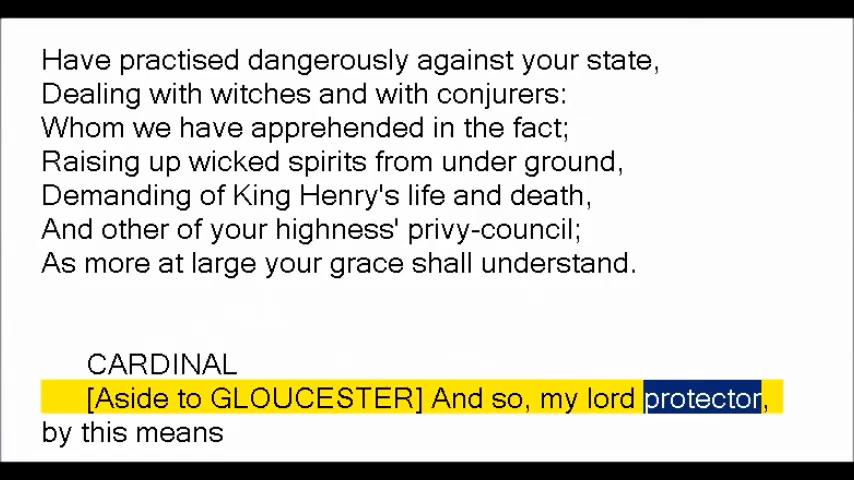 Have practised dangerously against your state,
Dealing with witches and with conjurers:
Whom we have apprehended in the fact;
Raising up wicked spirits from under ground,
Demanding of King Henry's life and death,
And other of your highness' privy-council;
As more at large your grace shall understand.
CARDINAL
[Aside to GLOUCESTER] And so, my lord protector,
by this means